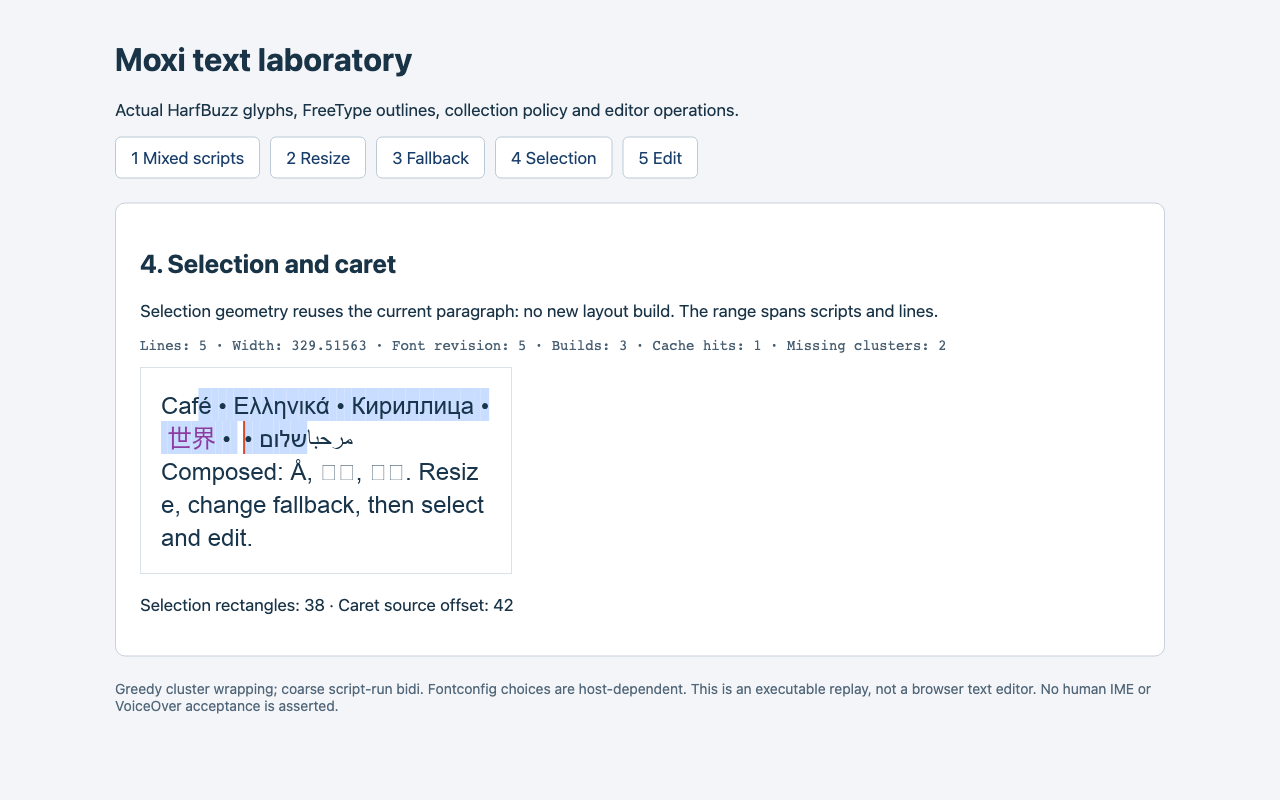 Moxi text laboratory
Actual HarfBuzz glyphs, FreeType outlines, collection policy and editor operations.
1 Mixed scripts
2 Resize
3 Fallback
4 Selection
5 Edit
4. Selection and caret
Selection geometry reuses the current paragraph: no new layout build. The range spans scripts and lines.
Lines: 5 · Width: 329.51563 · Font revision: 5 · Builds: 3 · Cache hits: 1 · Missing clusters: 2
Café • Ελληνικά • Кириллица •
世界 • مرحباשלום •
Composed: Å, □□, □□. Resiz
e, change fallback, then select
and edit.
Selection rectangles: 38 · Caret source offset: 42
Greedy cluster wrapping; coarse script-run bidi. Fontconfig choices are host-dependent. This is an executable replay, not a browser text editor. No human IME or
VoiceOver acceptance is asserted.